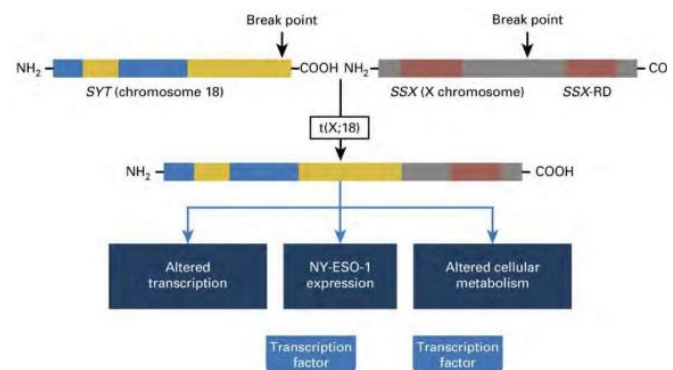 Break point
Break point
NH2
COOH
NH2
CO
SYT (chromosome 18)
SSX (X chromosome)
SSX-RD
t(X;18)
NH2
COOH
Altered
transcription
NY-ESO-1
expression
Altered cellular
metabolism
Transcription
factor
Transcription
factor